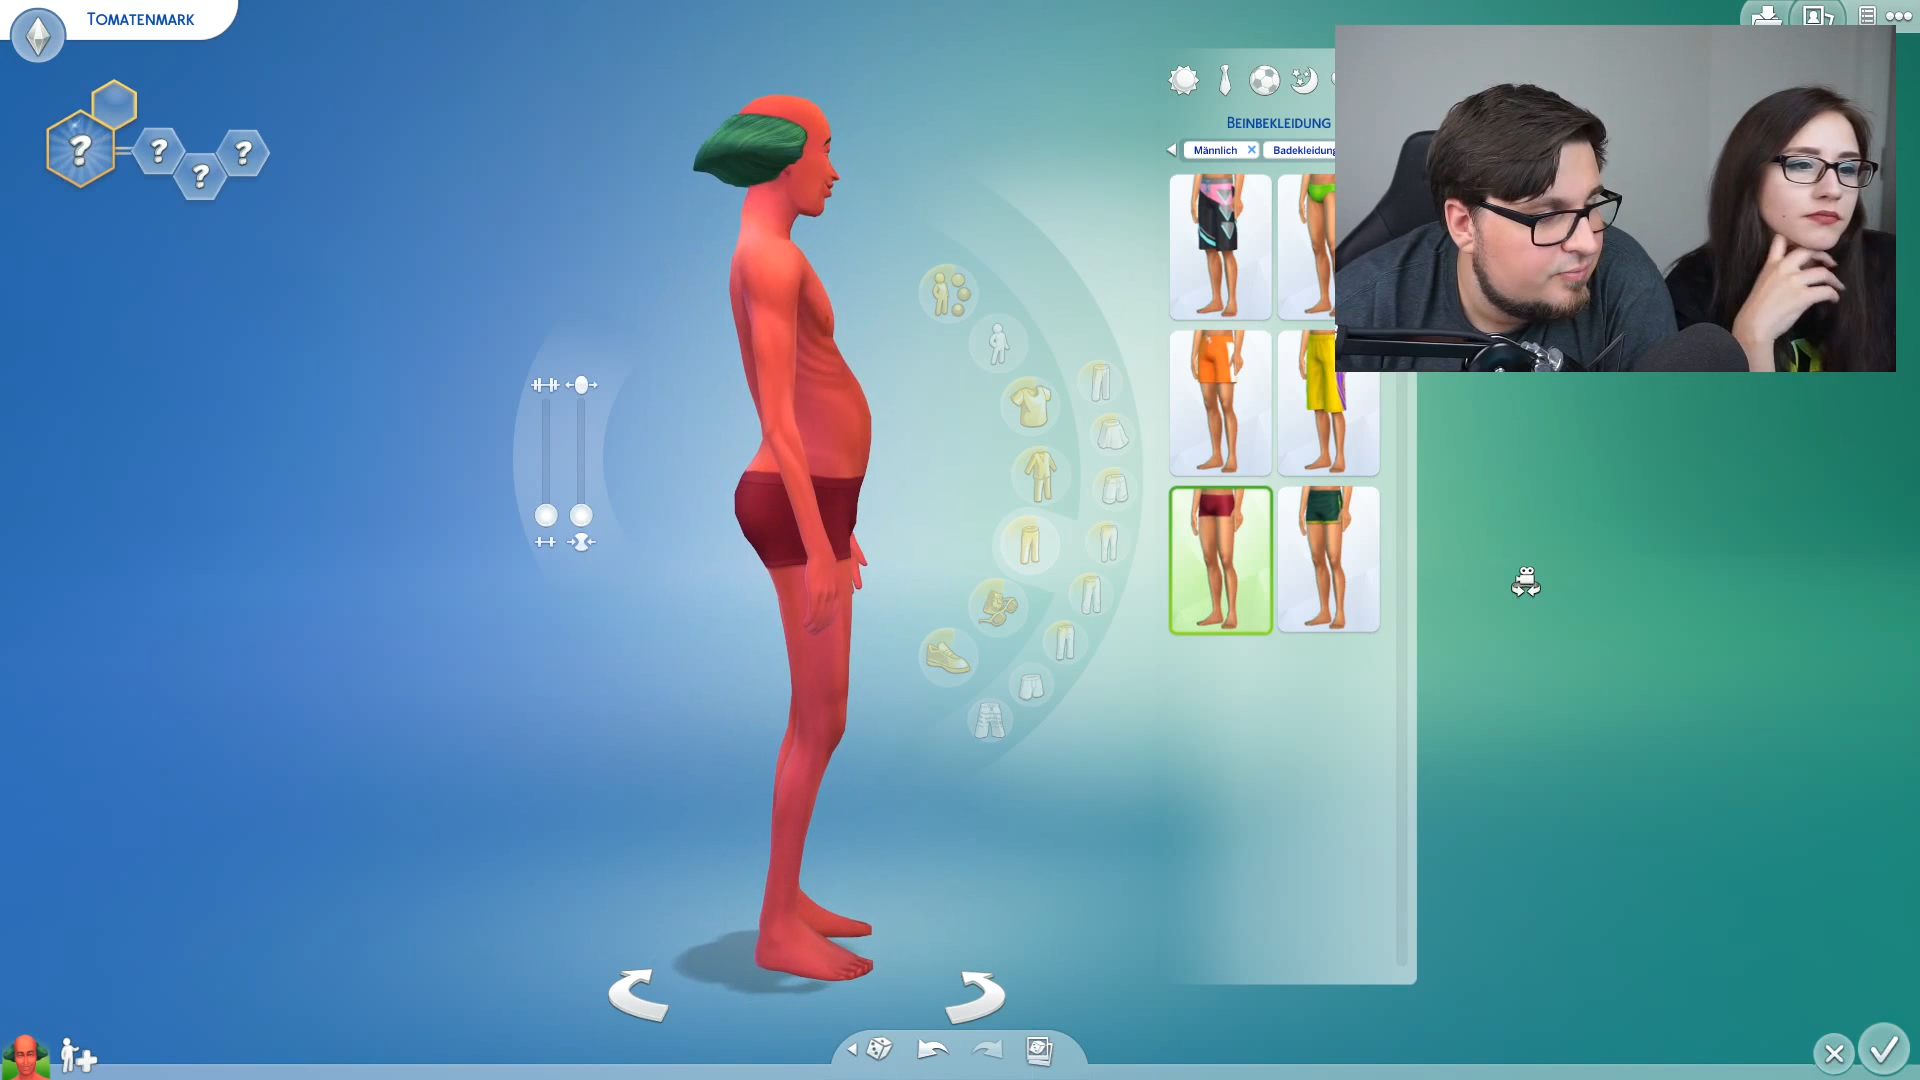 TOMATENMARK
BEINBEKLEIDUNG
Männlich
Badekleidung
?
?
?
?